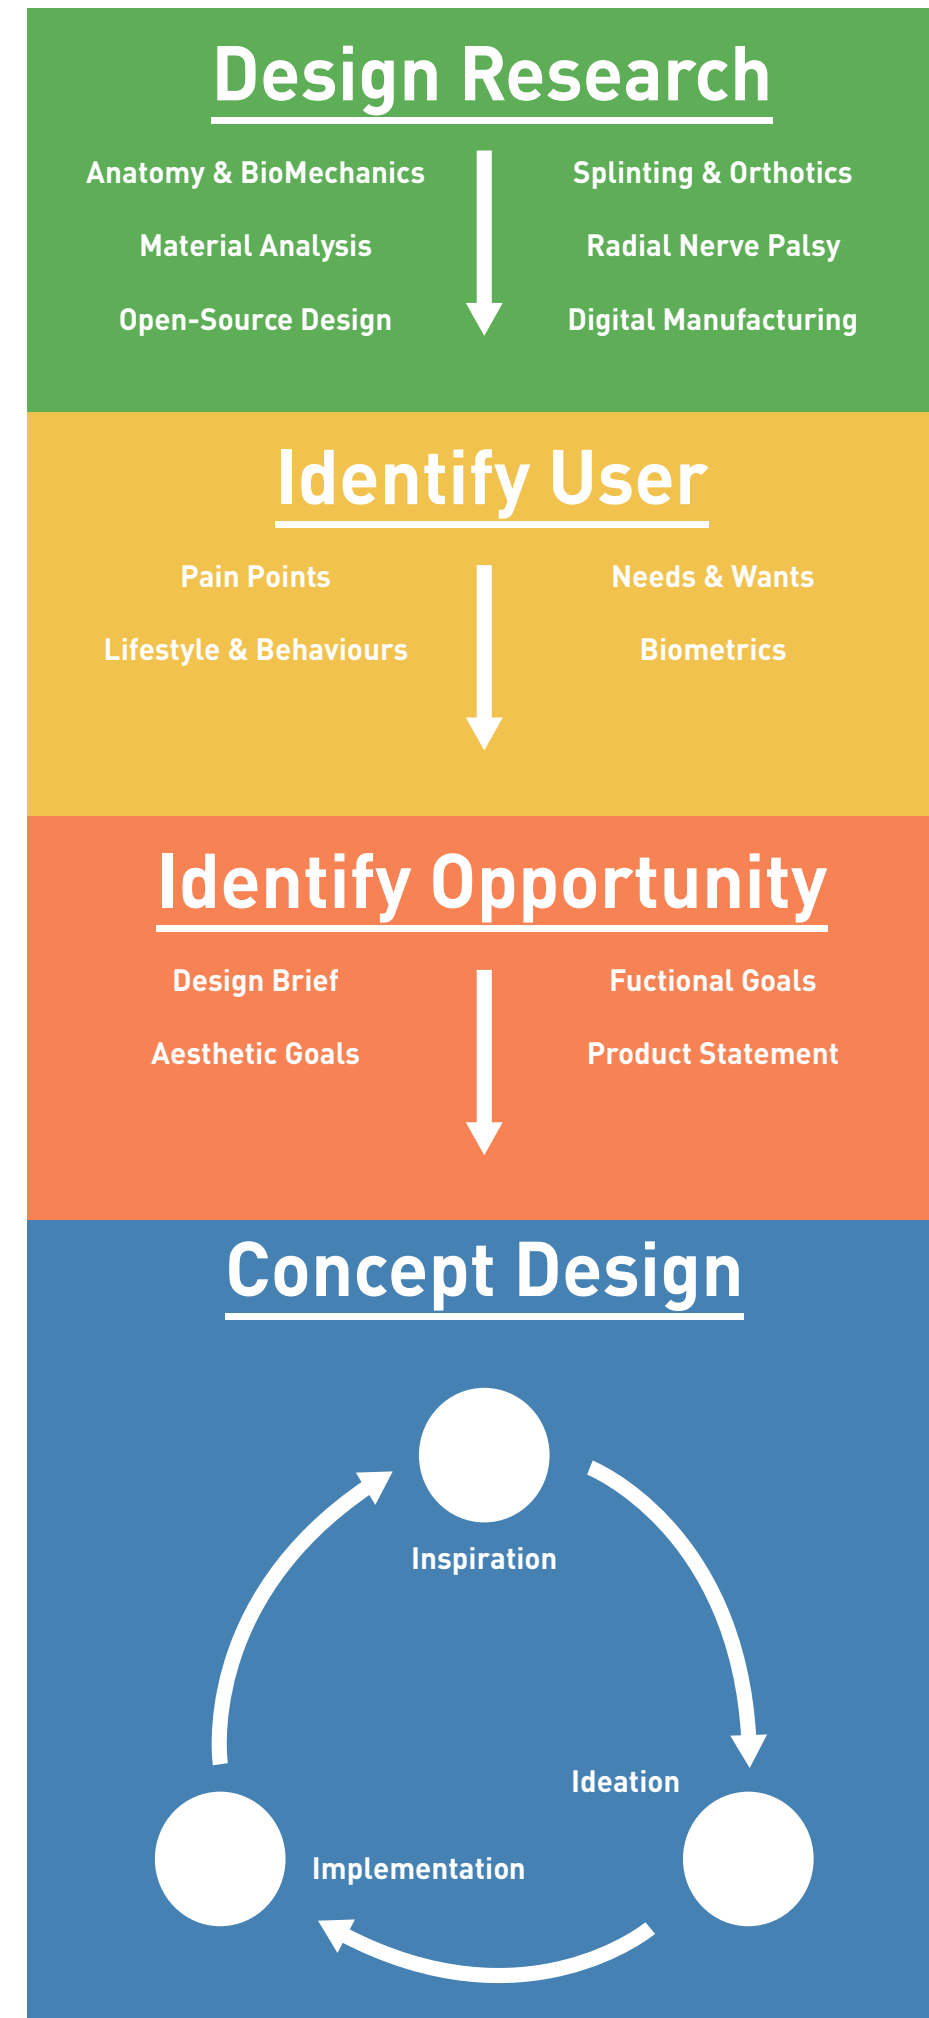 Design Research
Anatomy & BioMechanics
Splinting & Orthotics
Material Analysis
Radial Nerve Palsy
Open-Source Design
Digital Manufacturing
Identify User
Pain Points
Needs & Wants
Lifestyle & Behaviours
Biometrics
Identify Opportunity
Design Brief
Fuctional Goals
Aesthetic Goals
Product Statement
Concept Design
Inspiration
Ideation
Implementation